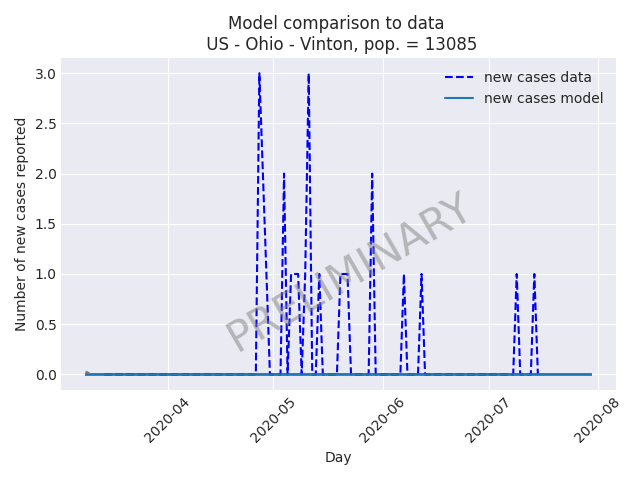 Model comparison to data
US - Ohio - Vinton, pop. = 13085
new cases data
new cases model
3.0
2.5
2.0
1.5
1.0
0.5
0.0
Number of new cases reported
PRELIMINARY
2020-04
2020-05
2020-06
2020-07
2020-08
Day